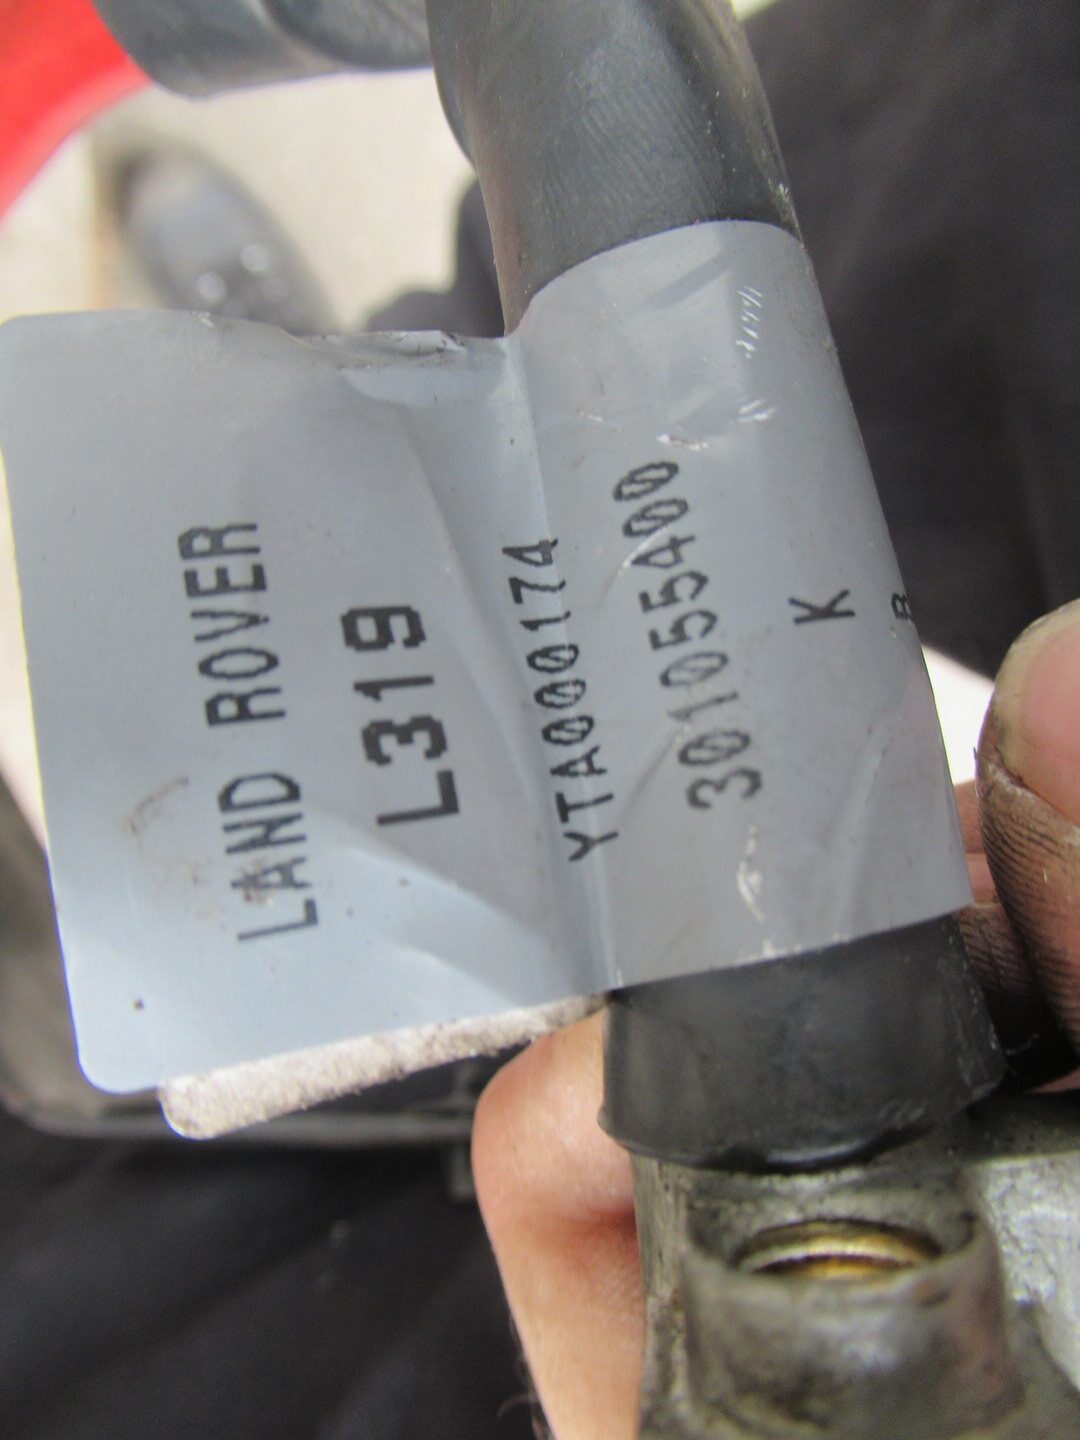 LAND ROVER
L319
YTA000174
301055400
K